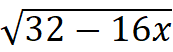 √(32 − 16x)